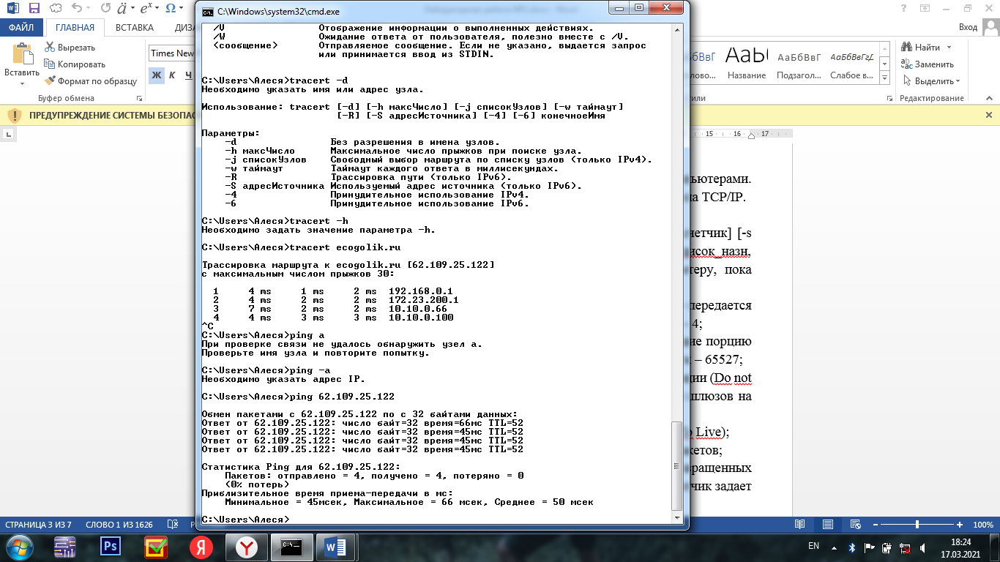 C:\Windows\system32\cmd.exe
Вход
ФАЙЛ
ГЛАВНАЯ
ВСТАВКА
Вставить
Вырезать
Копировать
Формат по образцу
Буфер обмена
Times New
Ж К Ч
Название
Подзагол...
Слабое в...
Найти
Заменить
Выделить
Редактирование
15 16 17
/V Отображение информации о выполненных действиях.
/W Ожидание ответа от пользователя, полезно вместе с /V.
<сообщение> Отправляемое сообщение. Если не указано, выдается запрос
или принимается ввод из STDIN.
C:\Users\Алеся>tracert -d
Необходимо указать имя или адрес узла.
Использование: tracert [-d] [-h максЧисло] [-j списокУзлов] [-w таймаут]
[-R] [-S адресИсточника] [-4] [-6] конечноеИмя
Параметры:
-d Без разрешения в имена узлов.
-h максЧисло Максимальное число прыжков при поиске узла.
-j списокУзлов Свободный выбор маршрута по списку узлов (только IPv4).
-w таймаут Таймаут каждого ответа в миллисекундах.
-R Трассировка пути (только IPv6).
-S адресИсточника Используемый адрес источника (только IPv6).
-4 Принудительное использование IPv4.
-6 Принудительное использование IPv6.
C:\Users\Алеся>tracert -h
Необходимо задать значение параметра -h.
C:\Users\Алеся>tracert ecogolik.ru
Трассировка маршрута к ecogolik.ru [62.109.25.122]
с максимальным числом прыжков 30:
1 4 ms 1 ms 2 ms 192.168.0.1
2 4 ms 2 ms 2 ms 172.23.200.1
3 7 ms 2 ms 2 ms 10.10.0.66
4 4 ms 3 ms 3 ms 10.10.0.100
^C
C:\Users\Алеся>ping a
При проверке связи не удалось обнаружить узел a.
Проверьте имя узла и повторите попытку.
C:\Users\Алеся>ping -a
Необходимо указать адрес IP.
C:\Users\Алеся>ping 62.109.25.122
Обмен пакетами с 62.109.25.122 по с 32 байтами данных:
Ответ от 62.109.25.122: число байт=32 время=66мс TTL=52
Ответ от 62.109.25.122: число байт=32 время=45мс TTL=52
Ответ от 62.109.25.122: число байт=32 время=45мс TTL=52
Ответ от 62.109.25.122: число байт=32 время=45мс TTL=52
Статистика Ping для 62.109.25.122:
Пакетов: отправлено = 4, получено = 4, потеряно = 0
(0% потерь)
Приблизительное время приема-передачи в мс:
Минимальное = 45мсек, Максимальное = 66 мсек, Среднее = 50 мсек
C:\Users\Алеся>
на TCP/IP.
четчик] [-s
исок_назн,
теру, пока
передается
4;
ие порцию
– 65527;
ции (Do not
шлюзов на
Live);
кетов;
вращенных
чик задает
СТРАНИЦА 3 ИЗ 7
СЛОВО 1 ИЗ 1626
100%
EN
18:24
17.03.2021